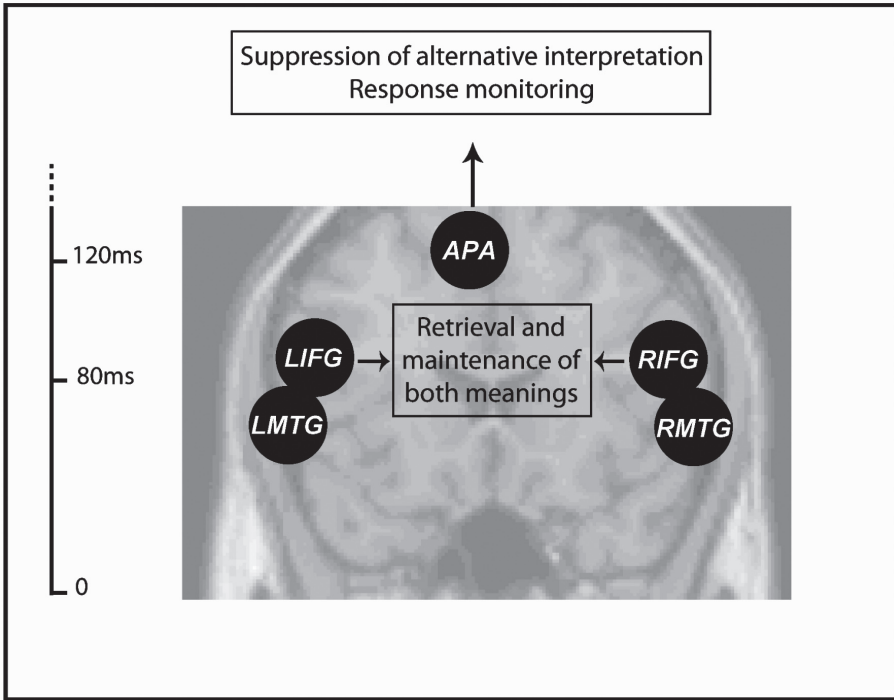 Suppression of alternative interpretation
Response monitoring
120ms
APA
Retrieval and
maintenance of
both meanings
LIFG
RIFG
80ms
LMTG
RMTG
0